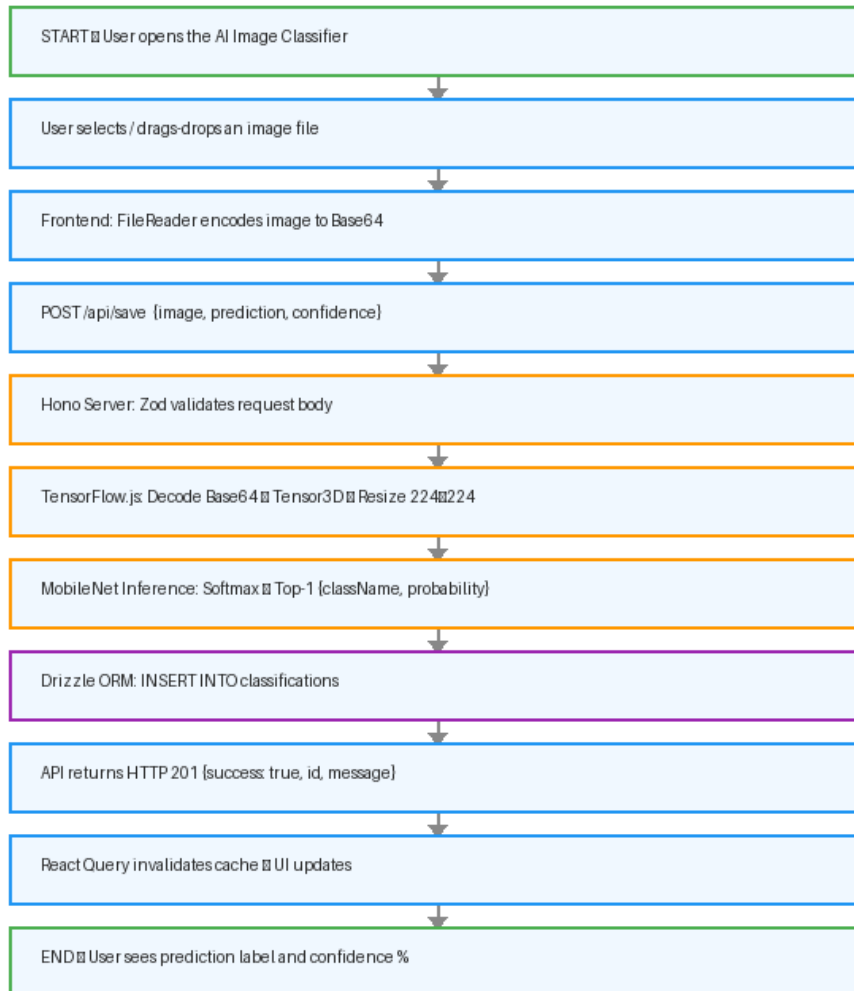 START▯User opens the AI Image Classifier
User selects / drags-drops an image file
Frontend: FileReader encodes image to Base64
POST /api/save {image, prediction, confidence}
Hono Server: Zod validates request body
TensorFlow.js: Decode Base64 ▯ Tensor3D ▯ Resize 224▯224
MobileNet Inference: Softmax ▯ Top-1 {className, probability}
Drizzle ORM: INSERT INTO classifications
API returns HTTP 201 {success: true, id, message}
React Query invalidates cache ▯ UI updates
END ▯ User sees prediction label and confidence %